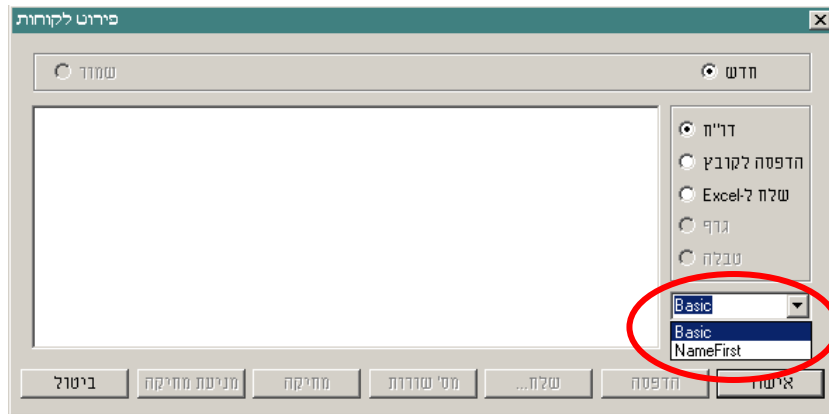 פירוט לקוחות
חדש
שמור
דו"ח
הדפסה לקובץ
שלח ל-Excel
גרף
טבלה
Basic
Basic
NameFirst
אישור
הדפסה
שלח...
מס' שורות
מחיקה
מניעת מחיקה
ביטול